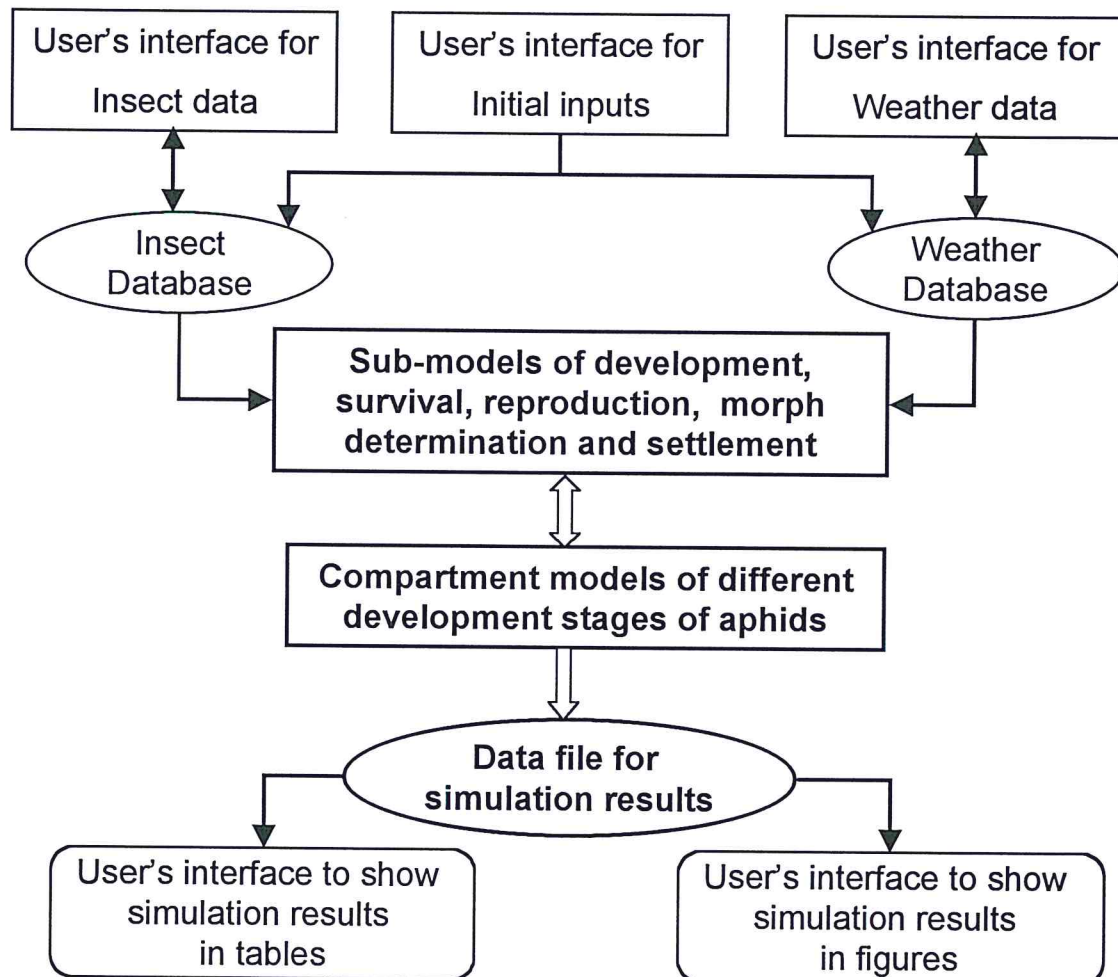 User's interface for
Insect data
User's interface for
Initial inputs
User's interface for
Weather data
Insect
Database
Weather
Database
Sub-models of development,
survival, reproduction, morph
determination and settlement
Compartment models of different
development stages of aphids
Data file for
simulation results
User's interface to show
simulation results
in tables
User's interface to show
simulation results
in figures